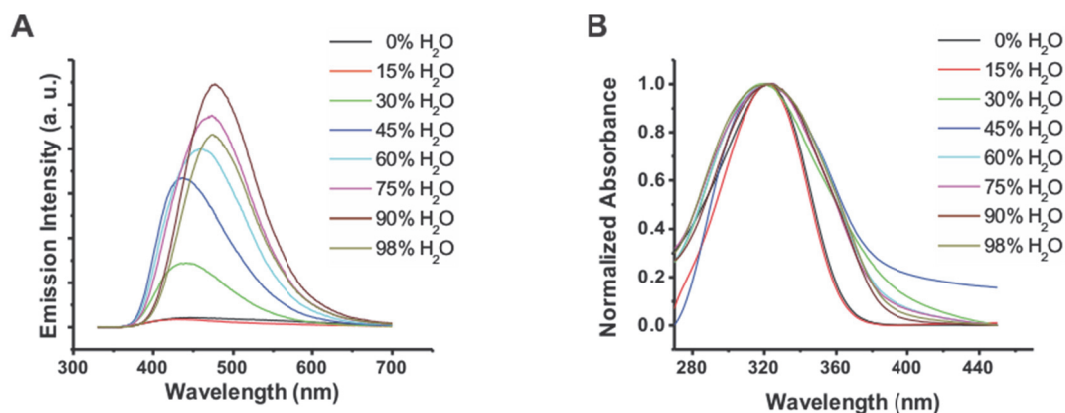 A
Emission Intensity (a. u.)
0% H₂O
15% H₂O
30% H₂O
45% H₂O
60% H₂O
75% H₂O
90% H₂O
98% H₂O
300 400 500 600 700
Wavelength (nm)
B
Normalized Absorbance
1.0
0.8
0.6
0.4
0.2
0.0
0% H₂O
15% H₂O
30% H₂O
45% H₂O
60% H₂O
75% H₂O
90% H₂O
98% H₂O
280 320 360 400 440
Wavelength (nm)